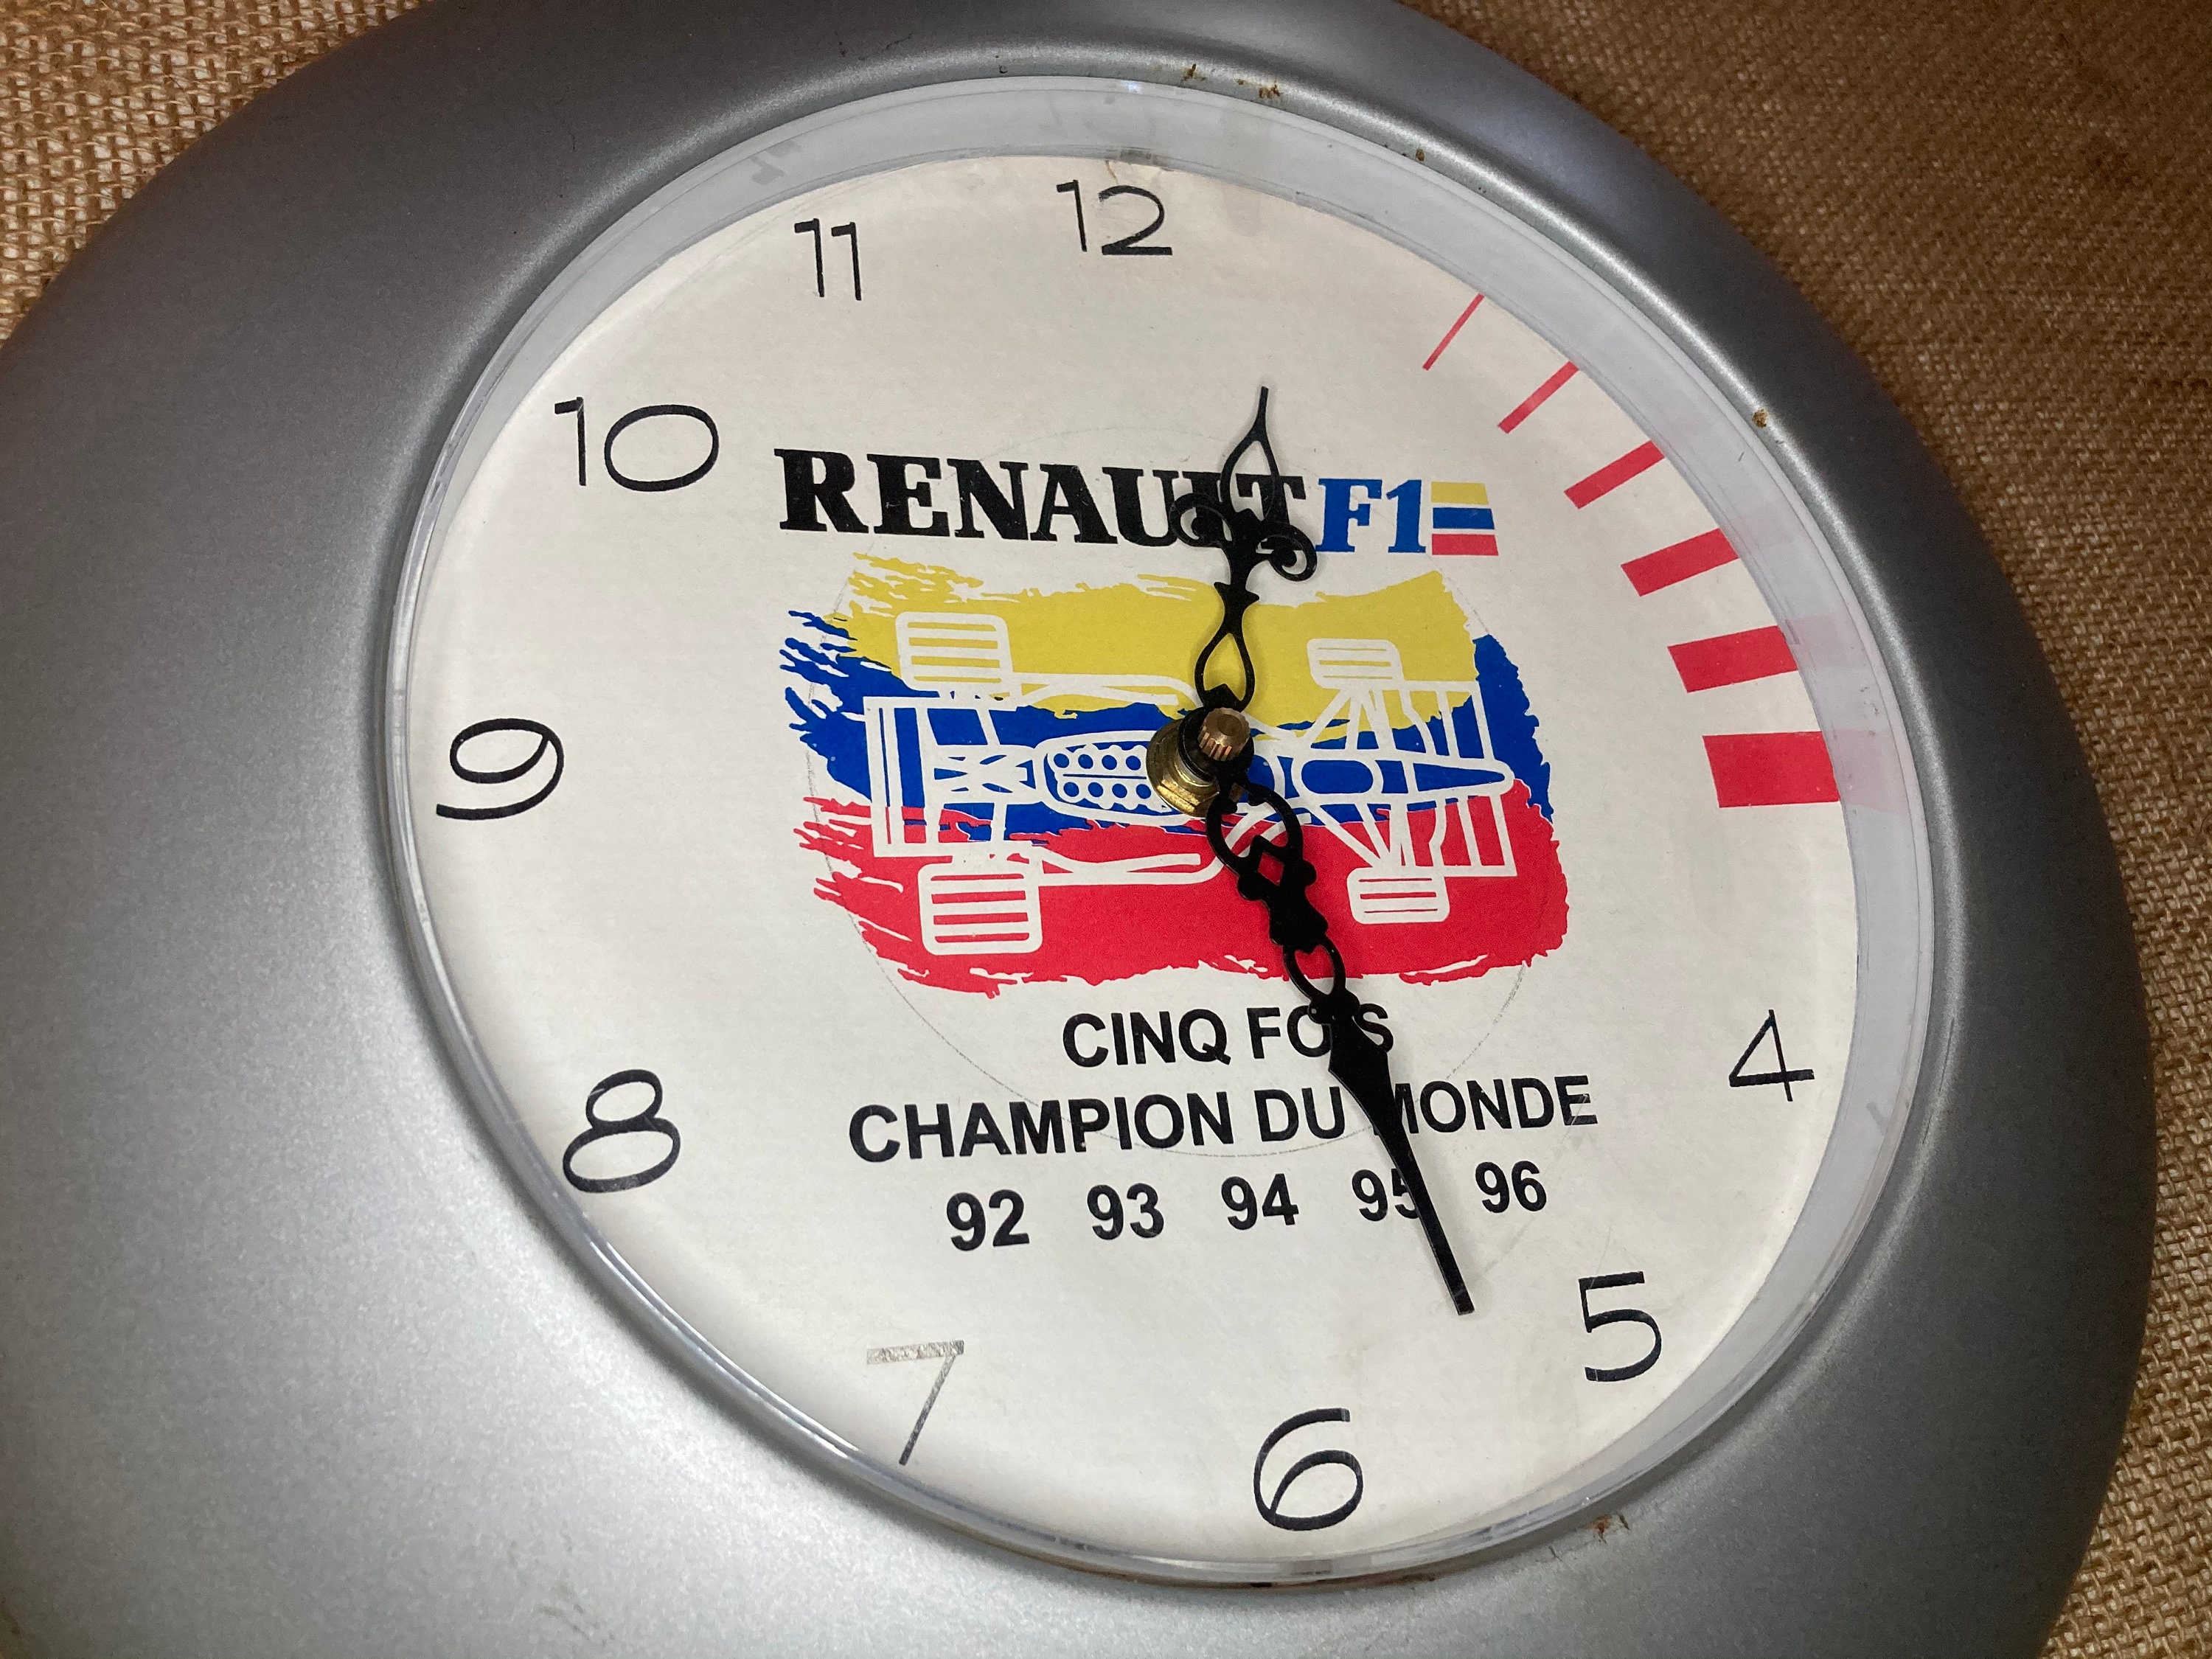 12
11
10
RENAULT F1
9
4
CINQ FOIS
8
CHAMPION DU MONDE
92 93 94 95 96
5
7
6